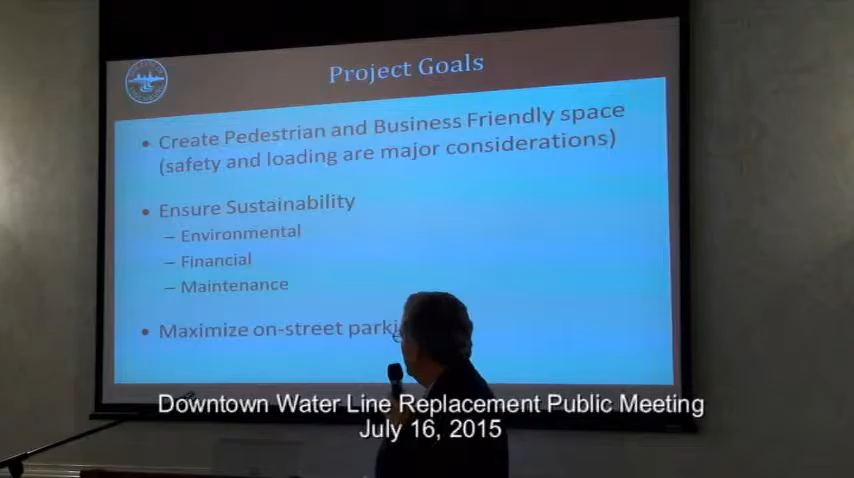 Project Goals
• Create Pedestrian and Business Friendly space
(safety and loading are major considerations)
• Ensure Sustainability
– Environmental
– Financial
– Maintenance
• Maximize on-street parki
Downtown Water Line Replacement Public Meeting
July 16, 2015